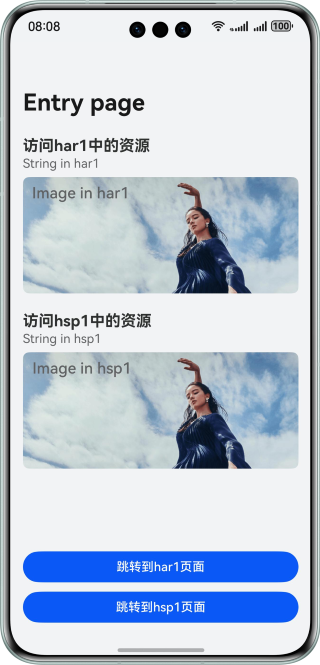 08:08
100
Entry page
访问har1中的资源
String in har1
Image in har1
访问hsp1中的资源
String in hsp1
Image in hsp1
跳转到har1页面
跳转到hsp1页面